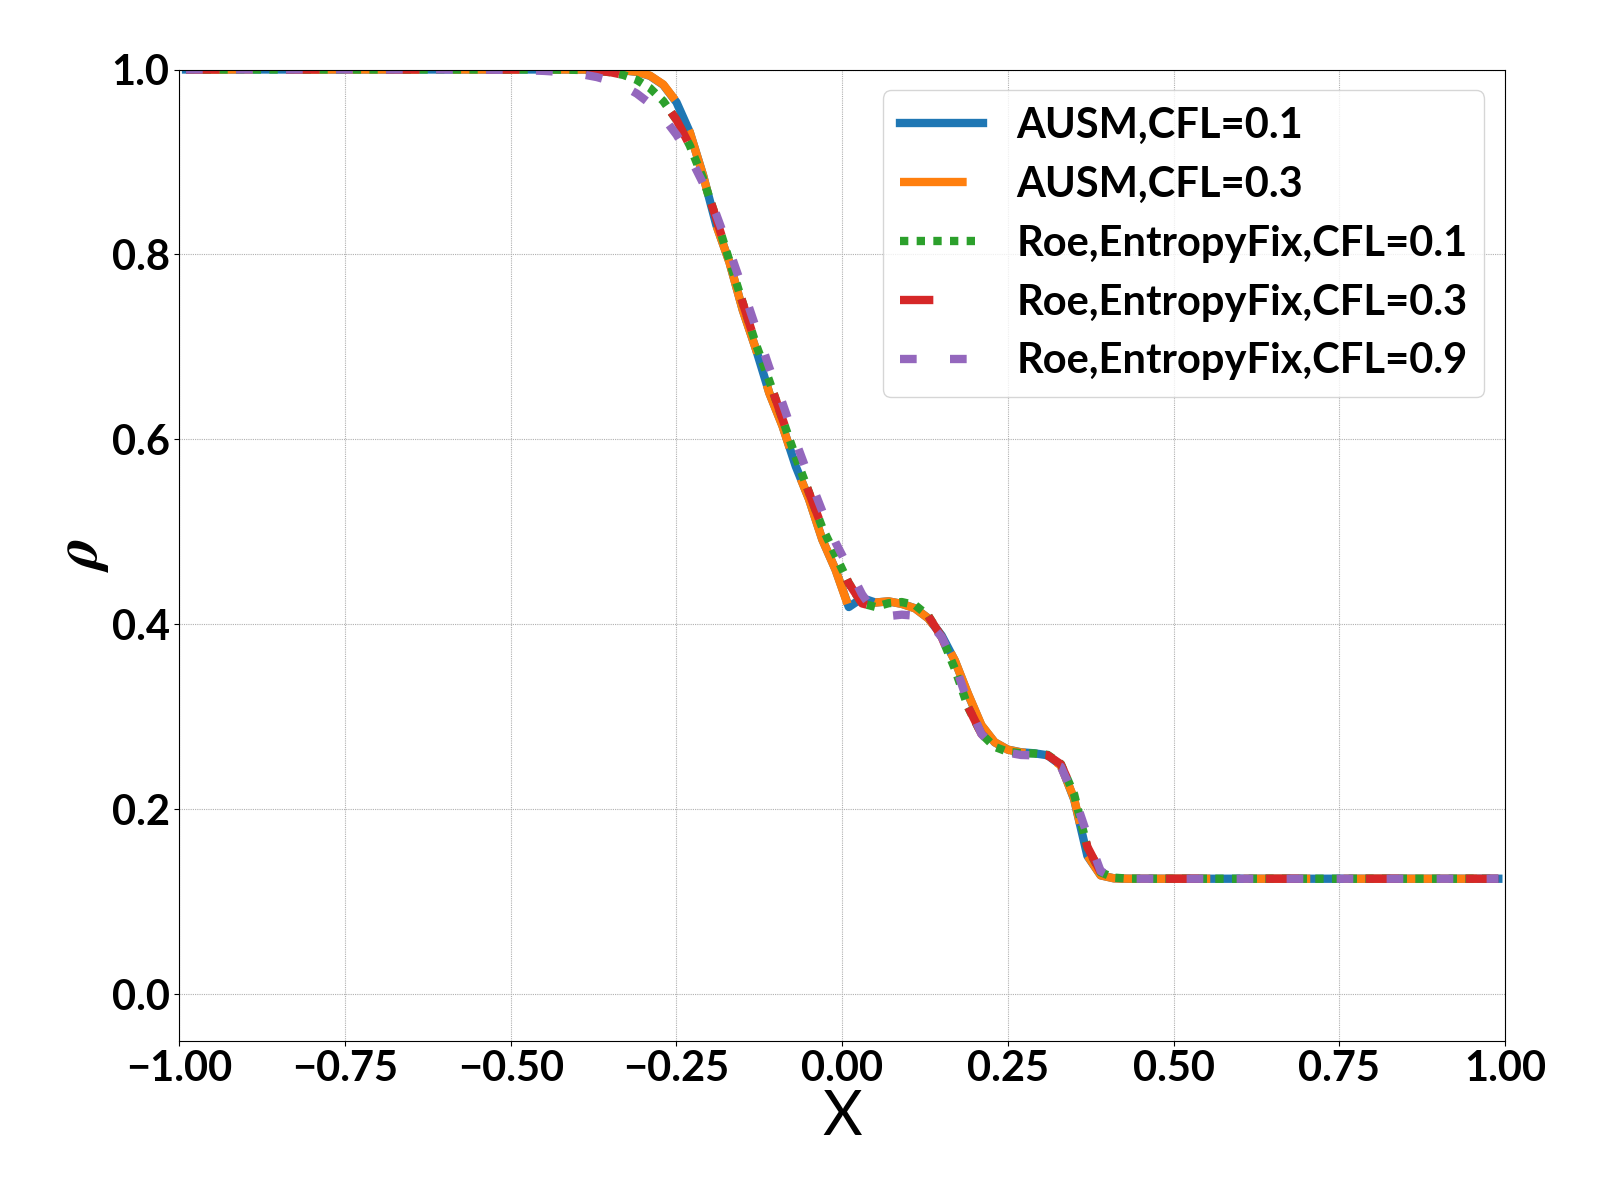 AUSM,CFL=0.1
AUSM,CFL=0.3
Roe,EntropyFix,CFL=0.1
Roe,EntropyFix,CFL=0.3
Roe,EntropyFix,CFL=0.9
1.0
0.8
0.6
0.4
0.2
0.0
ρ
−1.00 −0.75 −0.50 −0.25 0.00 0.25 0.50 0.75 1.00
X